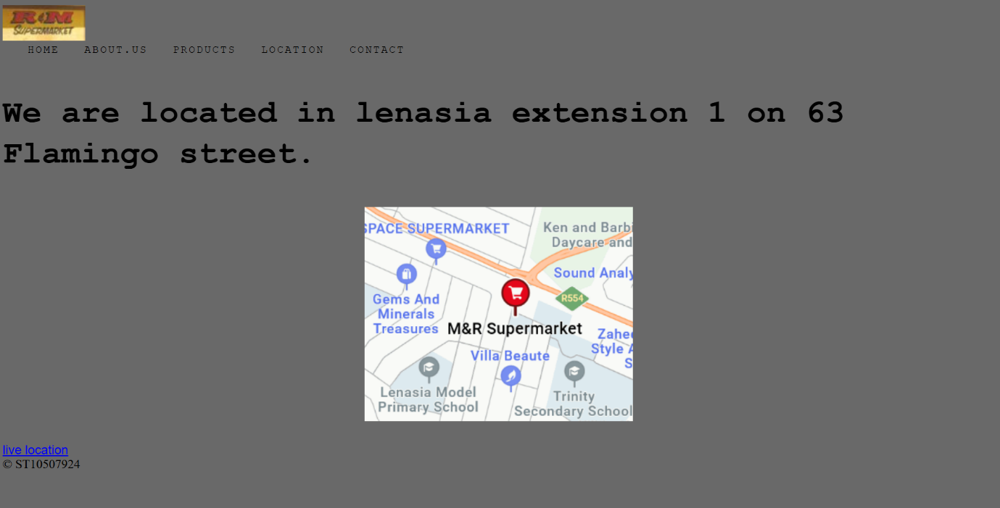 R&M
SUPERMARKET
HOME ABOUT.US PRODUCTS LOCATION CONTACT
We are located in lenasia extension 1 on 63
Flamingo street.
SPACE SUPERMARKET
Ken and Barbi
Daycare and
Sound Analy
R554
Gems And
Minerals
Treasures
M&R Supermarket
Zahee
Style A
S
Villa Beaute
Lenasia Model
Primary School
Trinity
Secondary School
live location
© ST10507924